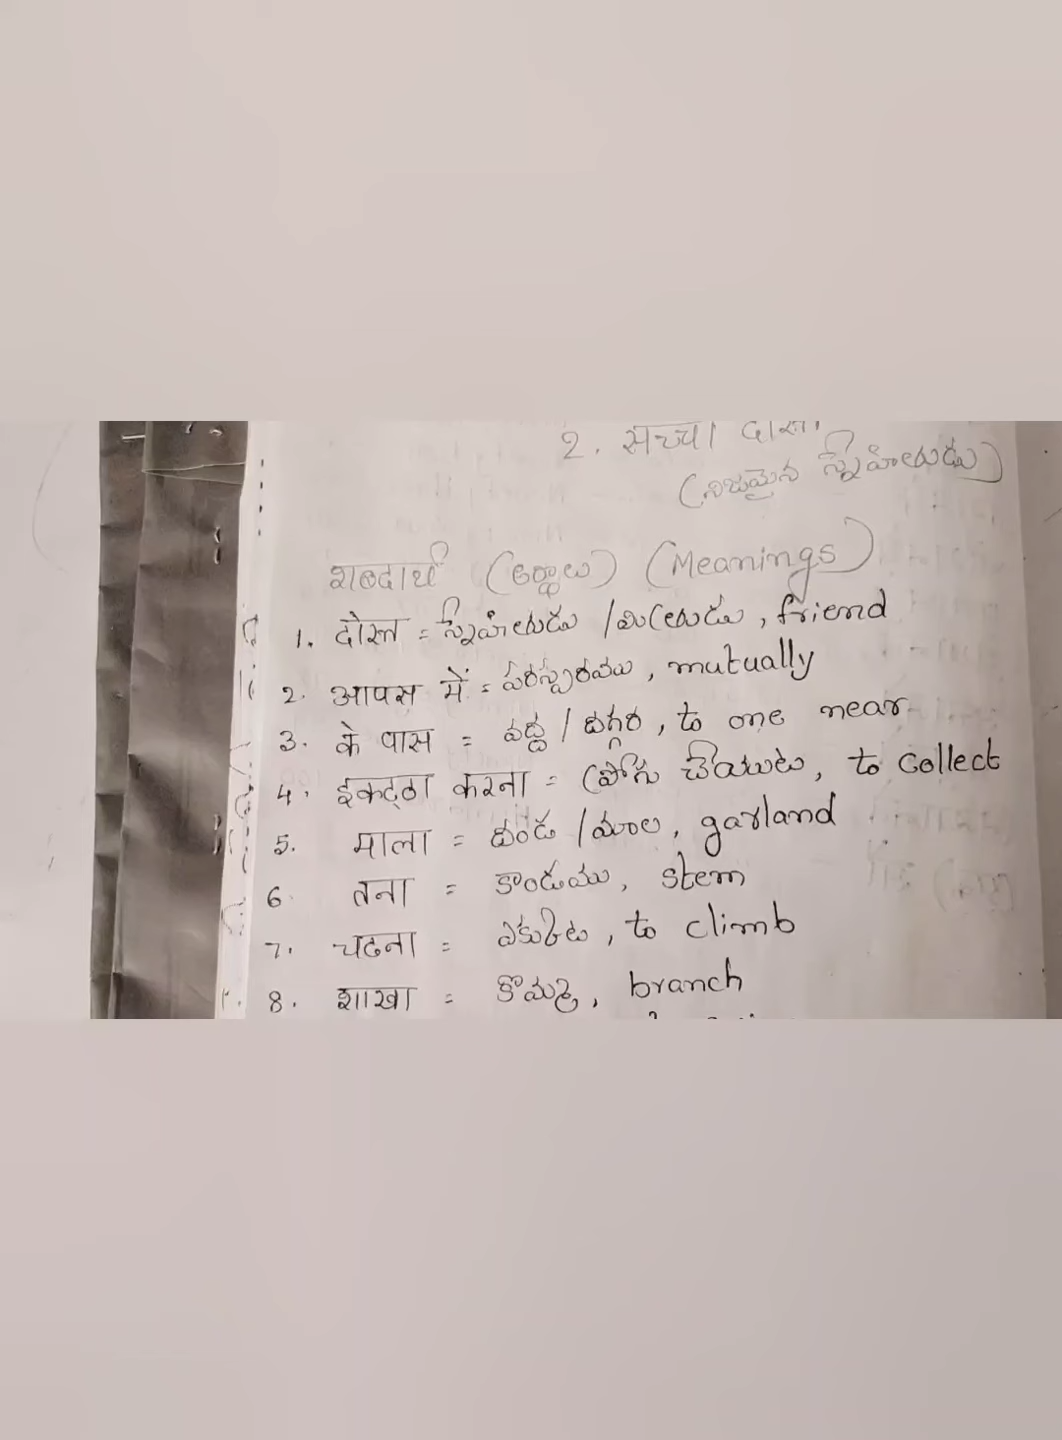 2. सच्चा दोस्त
(నిజమైన స్నేహితుడు)
शब्दार्थ (అర్థాలు) (Meanings)
1. दोस्त = స్నేహితుడు / మిత్రుడు, friend
2. आपस में = పరస్పరము, mutually
3. के पास = వద్ద / దగ్గర, to one near
4. इकट्ठा करना = ప్రోగు చేయుట, to collect
5. माला = దండ / మాల, garland
6. तना = కాండము, stem
7. चढना = ఎక్కుట, to climb
8. शाखा = కొమ్మ, branch